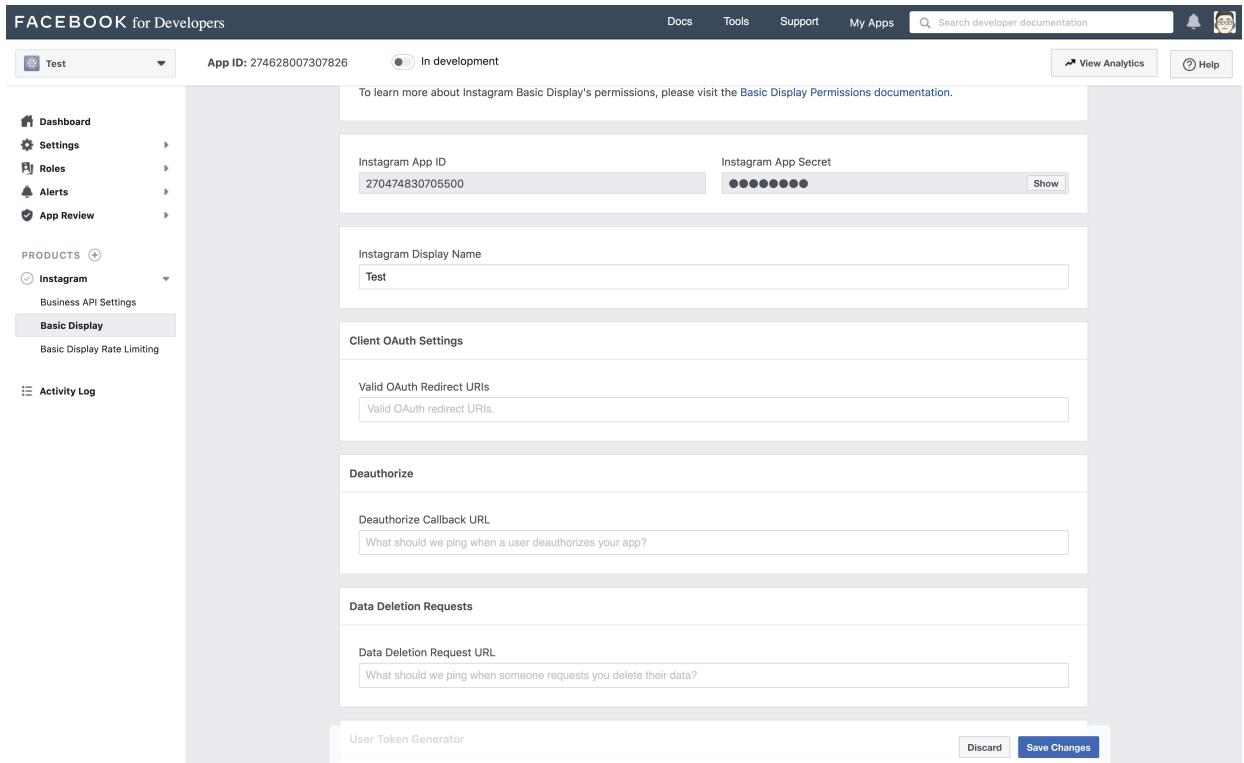 FACEBOOK for Developers
Docs Tools Support My Apps Search developer documentation
Test App ID: 274628007307826 In development View Analytics Help
To learn more about Instagram Basic Display's permissions, please visit the Basic Display Permissions documentation.
Dashboard
Settings
Roles
Alerts
App Review
PRODUCTS
Instagram
Business API Settings
Basic Display
Basic Display Rate Limiting
Activity Log
Instagram App ID
270474830705500
Instagram App Secret
●●●●●●●● Show
Instagram Display Name
Test
Client OAuth Settings
Valid OAuth Redirect URIs
Valid OAuth redirect URIs.
Deauthorize
Deauthorize Callback URL
What should we ping when a user deauthorizes your app?
Data Deletion Requests
Data Deletion Request URL
What should we ping when someone requests you delete their data?
User Token Generator
Discard Save Changes